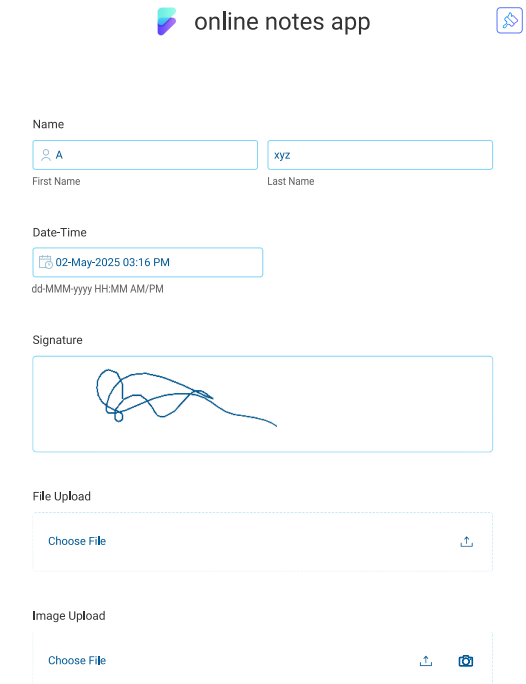 online notes app
Name
A xyz
First Name Last Name
Date-Time
02-May-2025 03:16 PM
dd-MMM-yyyy HH:MM AM/PM
Signature
File Upload
Choose File
Image Upload
Choose File